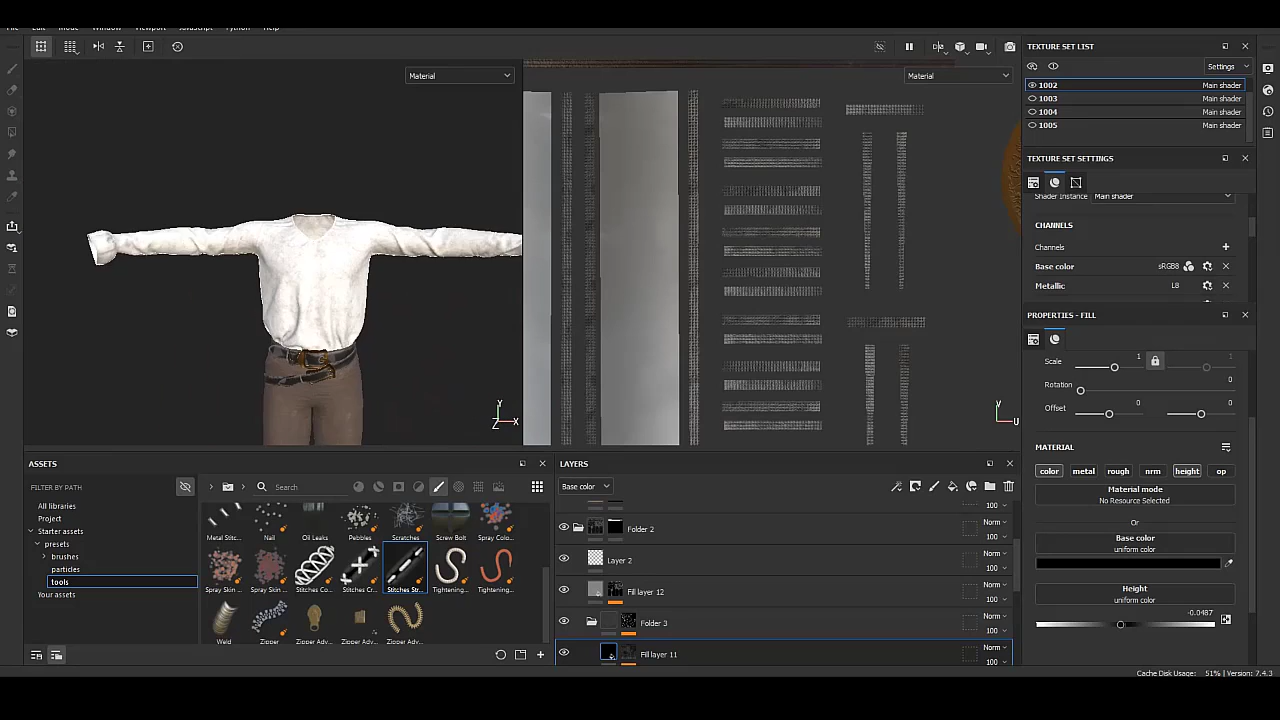 Material
Material
TEXTURE SET LIST
Settings
1002 Main shader
1003 Main shader
1004 Main shader
1005 Main shader
TEXTURE SET SETTINGS
Shader Instance Main shader
CHANNELS
Channels
Base color sRGB8
Metallic L8
PROPERTIES - FILL
Scale 1 1
Rotation 0
Offset 0 0
MATERIAL
color metal rough nrm height op
Material mode
No Resource Selected
Or
Base color
uniform color
Height
uniform color
-0.0487
ASSETS
FILTER BY PATH
Search
All libraries
Project
Starter assets
presets
brushes
particles
tools
Your assets
Metal Stitc... Nail Oil Leaks Pebbles Scratches Screw Bolt Spray Colo...
Spray Skin ... Spray Skin ... Stitches Co... Stitches Cr... Stitches Str... Tightening... Tightening...
Weld Zipper Zipper Adv... Zipper Adv... Zipper Adv...
LAYERS
Base color
Folder 2 Norm 100
Layer 2 Norm 100
Fill layer 12 Norm 100
Folder 3 Norm 100
Fill layer 11 Norm 100
Cache Disk Usage: 51% | Version: 7.4.3